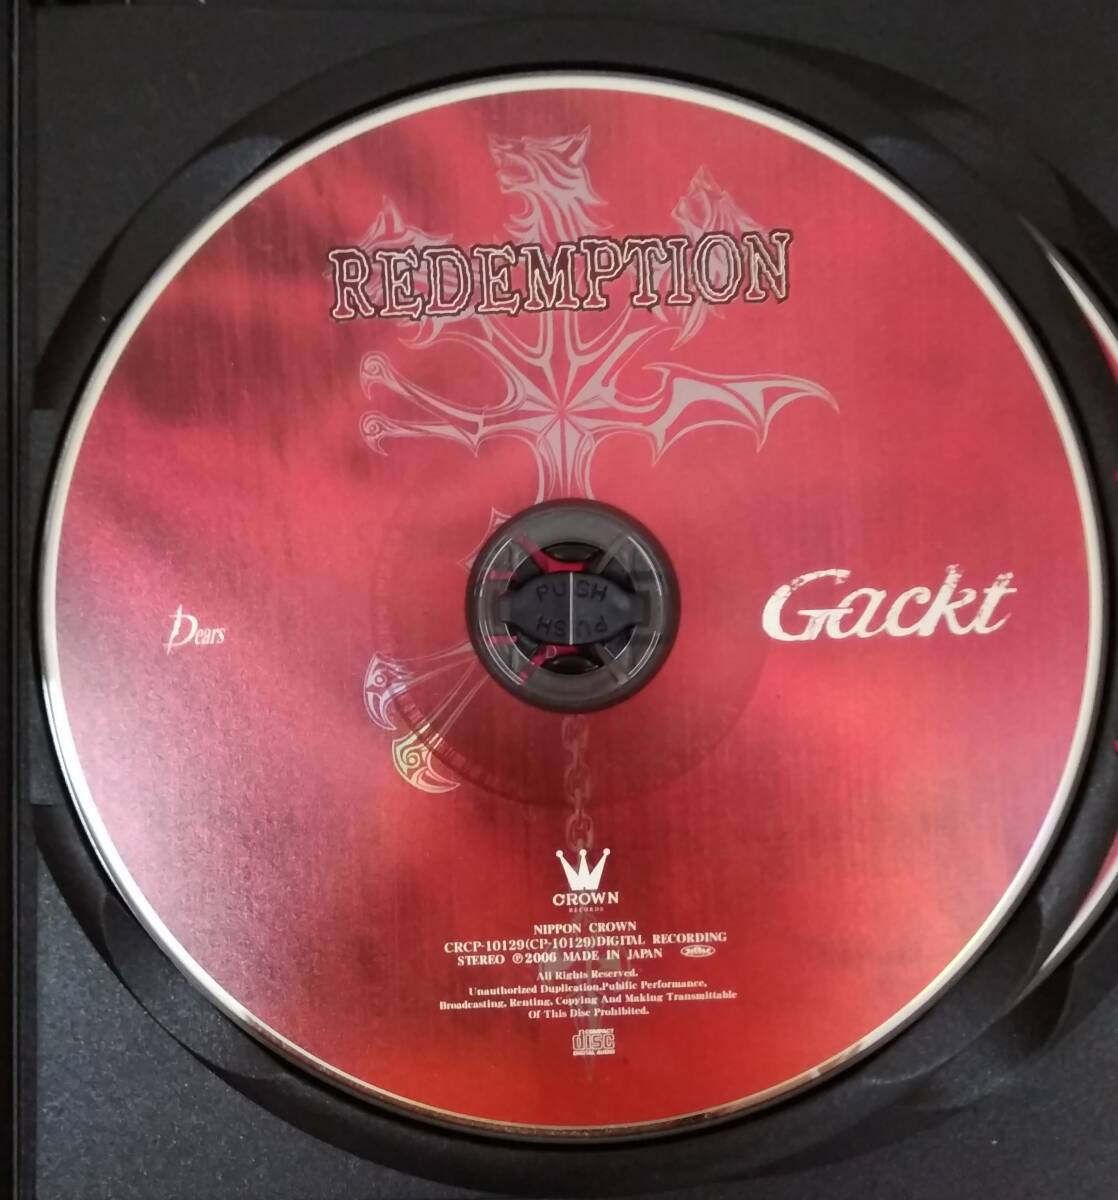 REDEMPTION
Dears
Gackt
PUSH
PUSH
CROWN
RECORDS
NIPPON CROWN
CRCP-10129(CP-10129)DIGITAL RECORDING
STEREO ℗2006 MADE IN JAPAN
All Rights Reserved.
Unauthorized Duplication,Public Performance,
Broadcasting, Renting, Copying And Making Transmittable
Of This Disc Prohibited.
COMPACT
disc
DIGITAL AUDIO